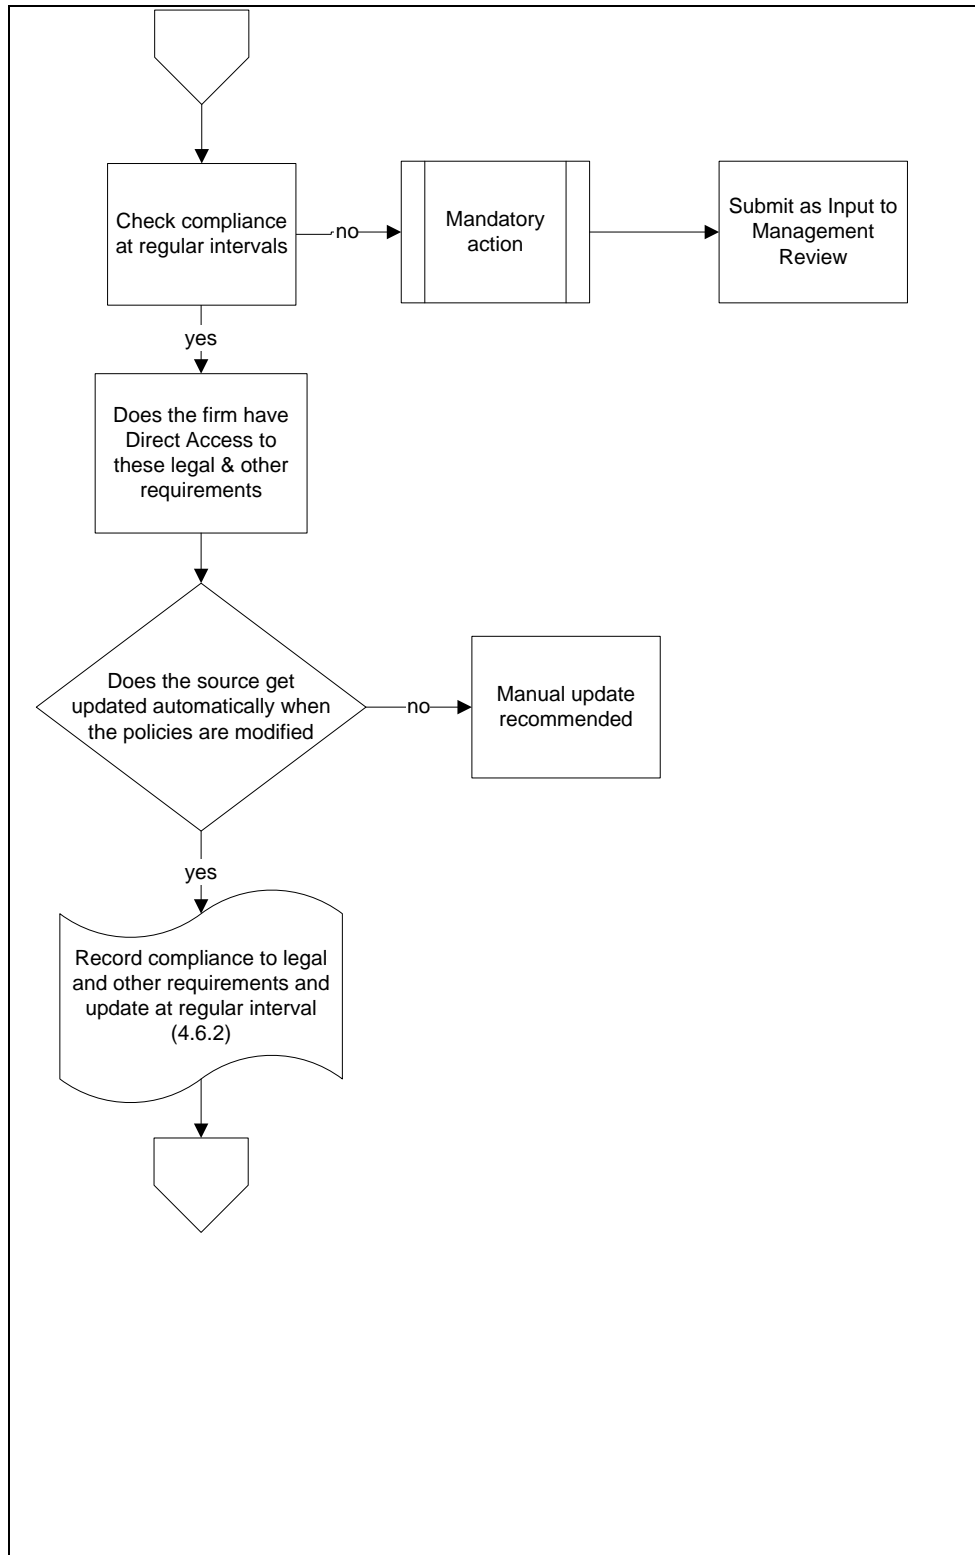 Check compliance
at regular intervals
no
Mandatory
action
Submit as Input to
Management
Review
yes
Does the firm have
Direct Access to
these legal & other
requirements
Does the source get
updated automatically when
the policies are modified
no
Manual update
recommended
yes
Record compliance to legal
and other requirements and
update at regular interval
(4.6.2)